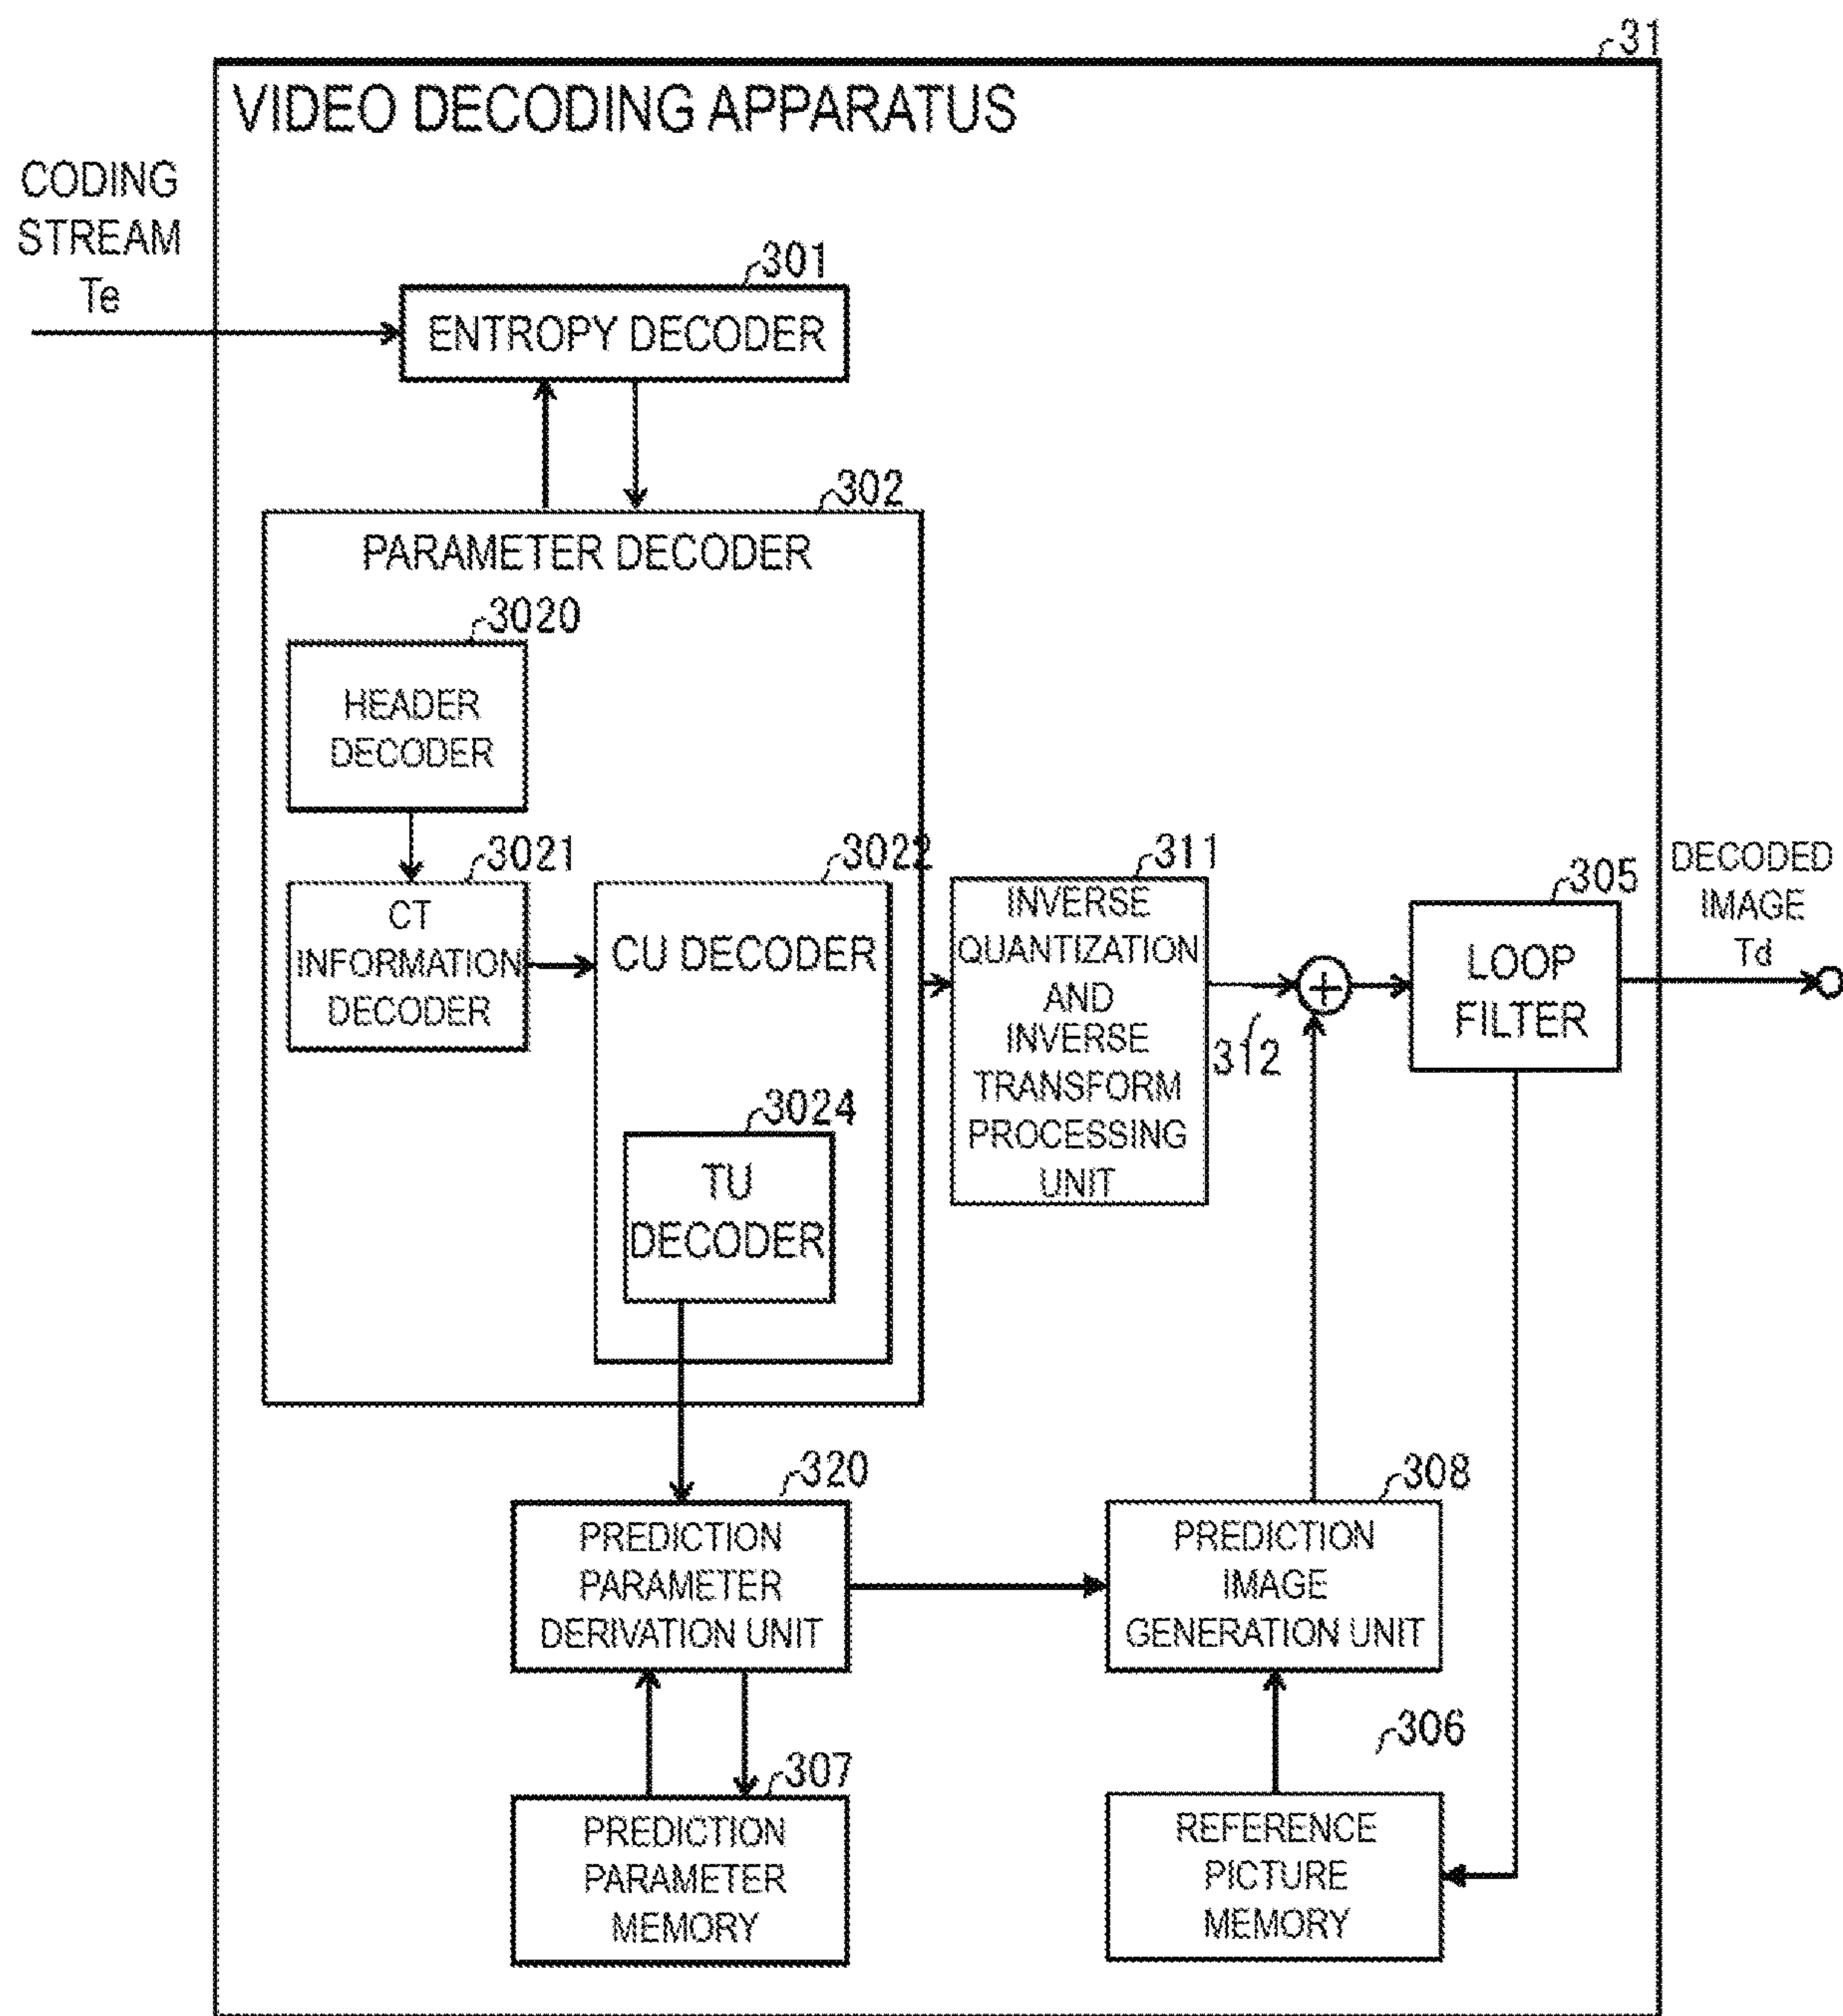 31
VIDEO DECODING APPARATUS
CODING
STREAM
Te
301
ENTROPY DECODER
302
PARAMETER DECODER
3020
HEADER
DECODER
3021
CT
INFORMATION
DECODER
3022
CU DECODER
3024
TU
DECODER
311
INVERSE
QUANTIZATION
AND
INVERSE
TRANSFORM
PROCESSING
UNIT
312
+
305
LOOP
FILTER
DECODED
IMAGE
Td
320
PREDICTION
PARAMETER
DERIVATION UNIT
308
PREDICTION
IMAGE
GENERATION UNIT
307
PREDICTION
PARAMETER
MEMORY
306
REFERENCE
PICTURE
MEMORY